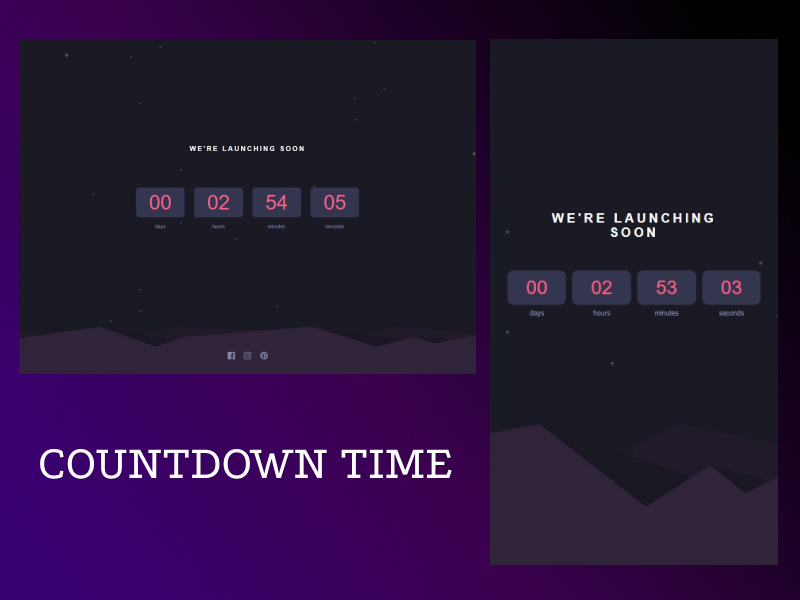 WE'RE LAUNCHING SOON
00 02 54 05
days hours minutes seconds
COUNTDOWN TIME
WE'RE LAUNCHING
SOON
00 02 53 03
days hours minutes seconds